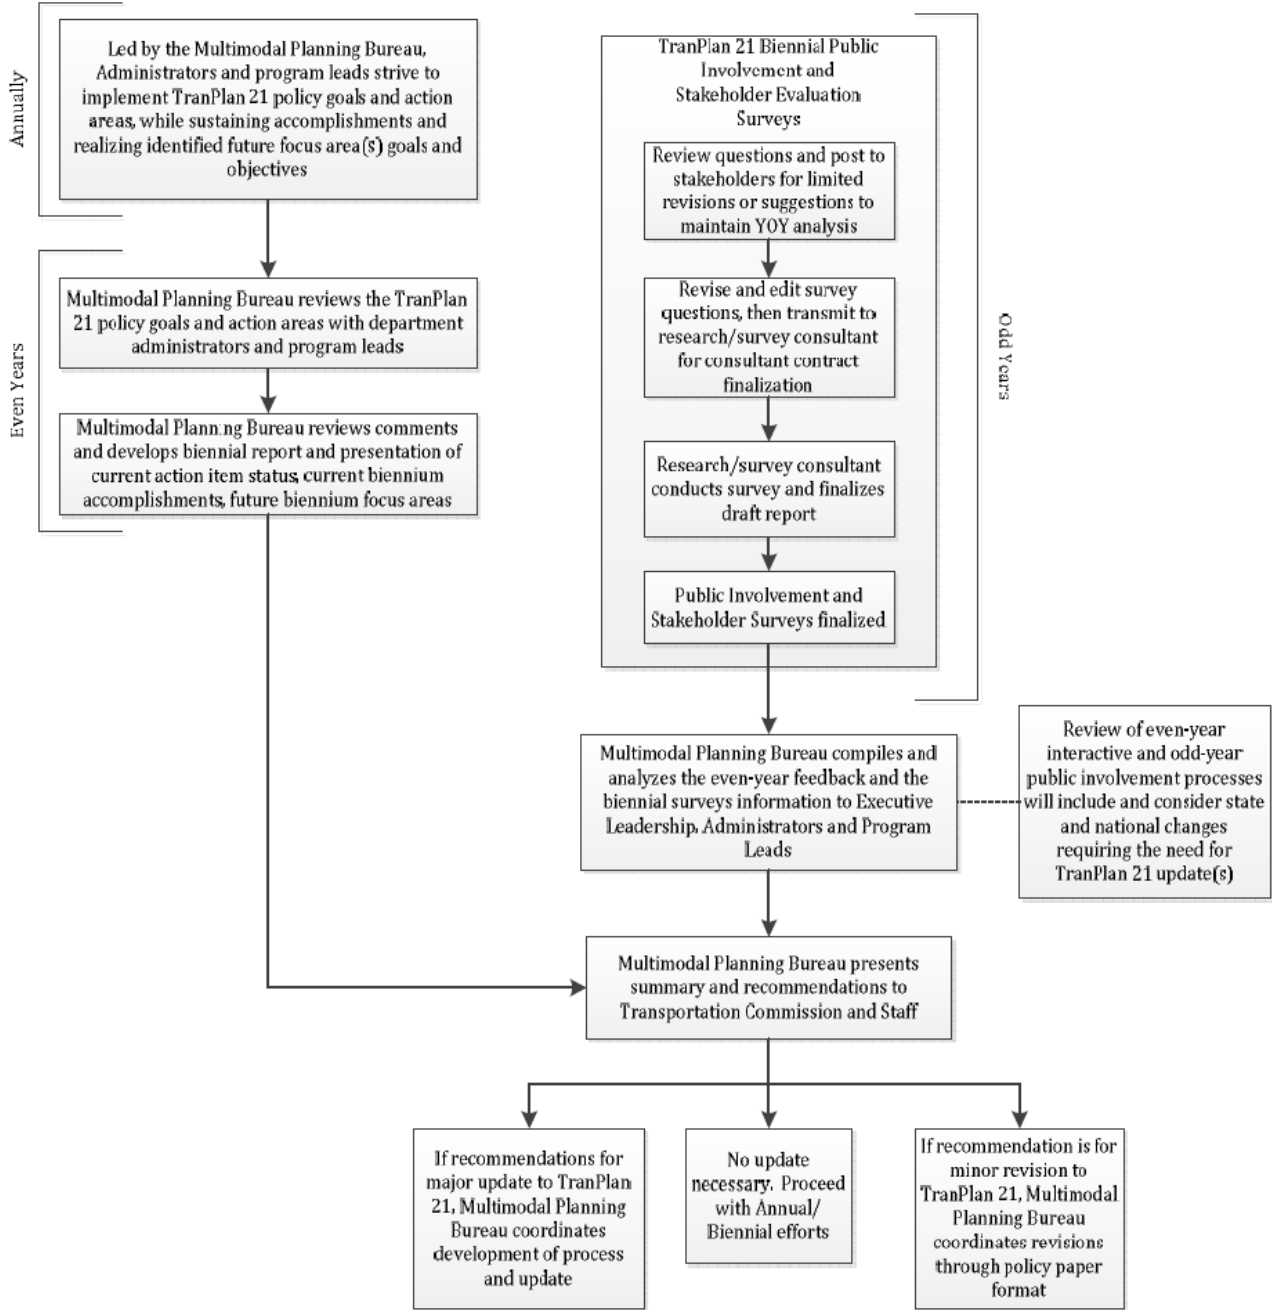 Annually
Led by the Multimodal Planning Bureau,
Administrators and program leads strive to
implement TranPlan 21 policy goals and action
areas, while sustaining accomplishments and
realizing identified future focus area(s) goals and
objectives
Even Years
Multimodal Planning Bureau reviews the TranPlan
21 policy goals and action areas with department
administrators and program leads
Multimodal Planning Bureau reviews comments
and develops biennial report and presentation of
current action item status, current biennium
accomplishments, future biennium focus areas
Odd Years
TranPlan 21 Biennial Public
Involvement and
Stakeholder Evaluation
Surveys
Review questions and post to
stakeholders for limited
revisions or suggestions to
maintain YOY analysis
Revise and edit survey
questions, then transmit to
research/survey consultant
for consultant contract
finalization
Research/survey consultant
conducts survey and finalizes
draft report
Public Involvement and
Stakeholder Surveys finalized
Multimodal Planning Bureau compiles and
analyzes the even-year feedback and the
biennial surveys information to Executive
Leadership, Administrators and Program
Leads
Review of even-year
interactive and odd-year
public involvement processes
will include and consider state
and national changes
requiring the need for
TranPlan 21 update(s)
Multimodal Planning Bureau presents
summary and recommendations to
Transportation Commission and Staff
If recommendations for
major update to TranPlan
21, Multimodal Planning
Bureau coordinates
development of process
and update
No update
necessary. Proceed
with Annual/
Biennial efforts
If recommendation is for
minor revision to
TranPlan 21, Multimodal
Planning Bureau
coordinates revisions
through policy paper
format